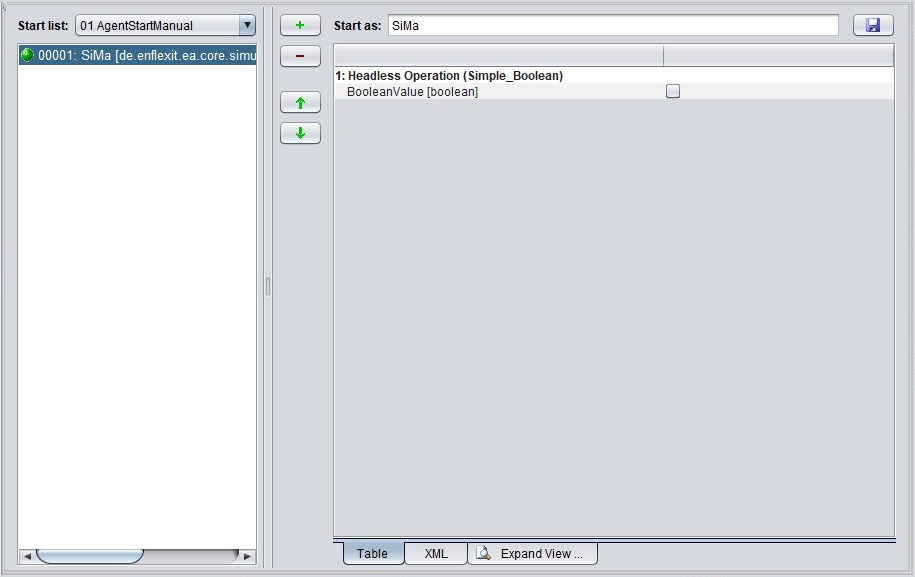 Start list: 01 AgentStartManual
00001: SiMa [de.enflexit.ea.core.simu
Start as: SiMa
1: Headless Operation (Simple_Boolean)
BooleanValue [boolean]
Table XML Expand View ...